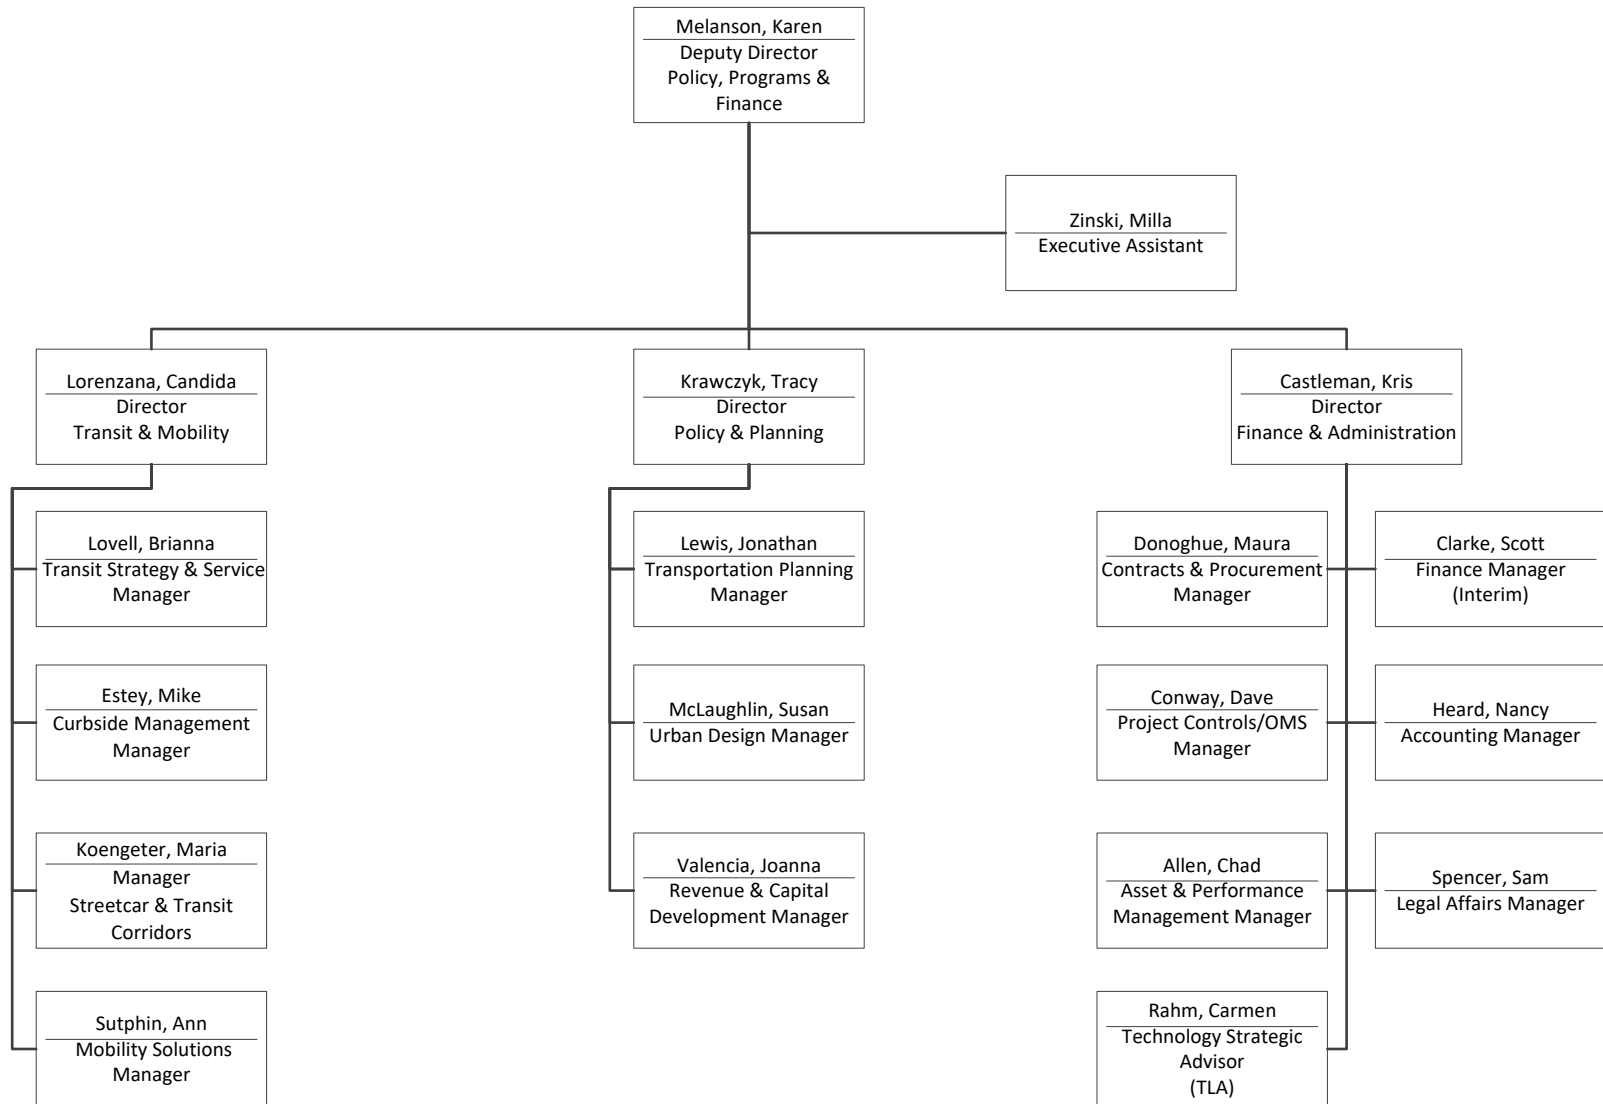 Melanson, Karen
Deputy Director
Policy, Programs &
Finance
Zinski, Milla
Executive Assistant
Lorenzana, Candida
Director
Transit & Mobility
Krawczyk, Tracy
Director
Policy & Planning
Castleman, Kris
Director
Finance & Administration
Lovell, Brianna
Transit Strategy & Service
Manager
Lewis, Jonathan
Transportation Planning
Manager
Donoghue, Maura
Contracts & Procurement
Manager
Clarke, Scott
Finance Manager
(Interim)
Estey, Mike
Curbside Management
Manager
McLaughlin, Susan
Urban Design Manager
Conway, Dave
Project Controls/OMS
Manager
Heard, Nancy
Accounting Manager
Koengeter, Maria
Manager
Streetcar & Transit
Corridors
Valencia, Joanna
Revenue & Capital
Development Manager
Allen, Chad
Asset & Performance
Management Manager
Spencer, Sam
Legal Affairs Manager
Sutphin, Ann
Mobility Solutions
Manager
Rahm, Carmen
Technology Strategic
Advisor
(TLA)